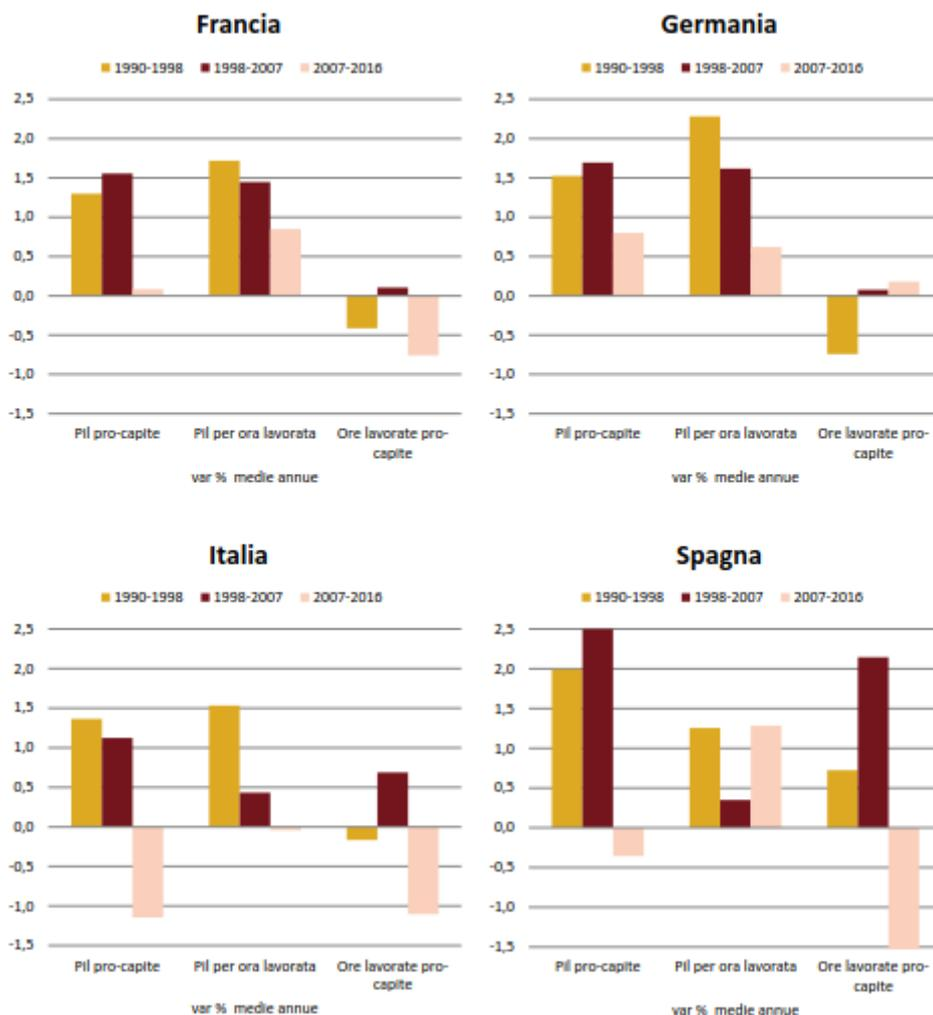 Francia
1990-1998 1998-2007 2007-2016
2,5
2,0
1,5
1,0
0,5
0,0
-0,5
-1,0
-1,5
Pil pro-capite Pil per ora lavorata Ore lavorate pro-
capite
var % medie annue
Germania
1990-1998 1998-2007 2007-2016
2,5
2,0
1,5
1,0
0,5
0,0
-0,5
-1,0
-1,5
Pil pro-capite Pil per ora lavorata Ore lavorate pro-
capite
var % medie annue
Italia
1990-1998 1998-2007 2007-2016
2,5
2,0
1,5
1,0
0,5
0,0
-0,5
-1,0
-1,5
Pil pro-capite Pil per ora lavorata Ore lavorate pro-
capite
var % medie annue
Spagna
1990-1998 1998-2007 2007-2016
2,5
2,0
1,5
1,0
0,5
0,0
-0,5
-1,0
-1,5
Pil pro-capite Pil per ora lavorata Ore lavorate pro-
capite
var % medie annue